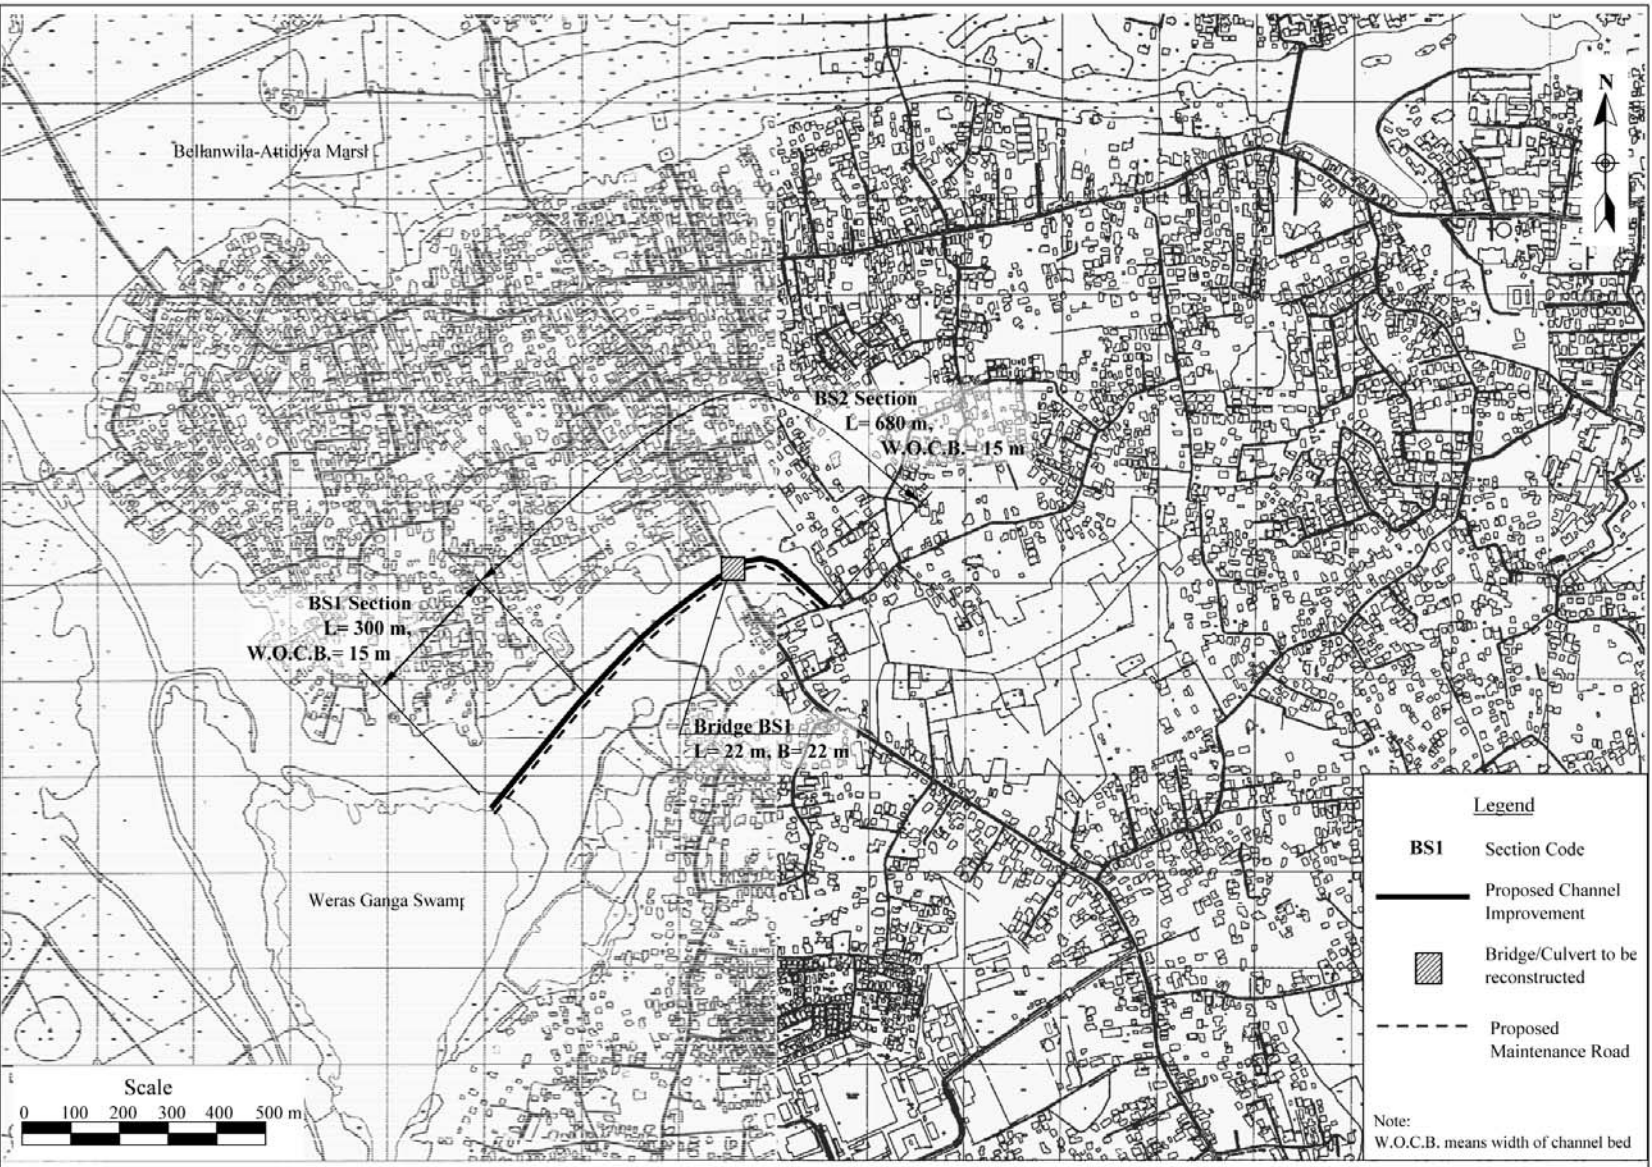 N
Bellanwila-Attidiya Marsh
BS2 Section
L= 680 m,
W.O.C.B.= 15 m
BS1 Section
L= 300 m,
W.O.C.B.= 15 m
Bridge BS1
L= 22 m, B= 22 m
Weras Ganga Swamp
Legend
BS1 Section Code
Proposed Channel
Improvement
Bridge/Culvert to be
reconstructed
Proposed
Maintenance Road
Note:
W.O.C.B. means width of channel bed
Scale
0 100 200 300 400 500 m